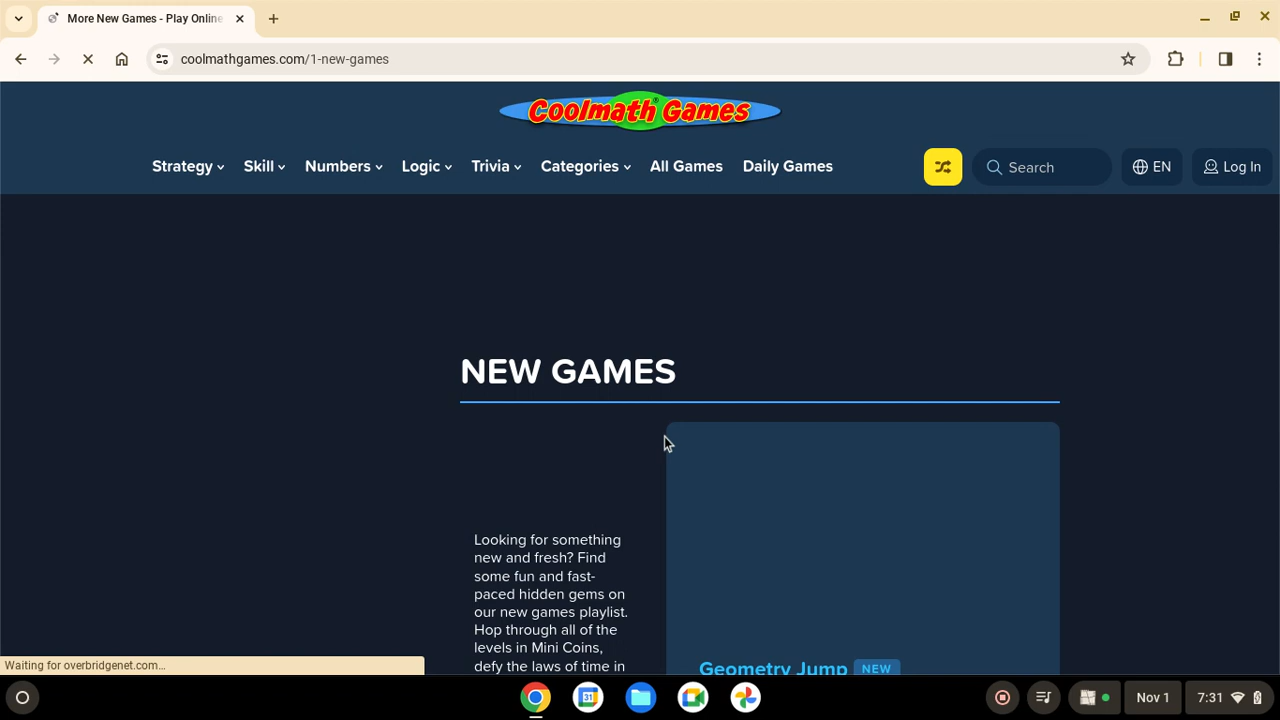 More New Games - Play Online
coolmathgames.com/1-new-games
Coolmath Games
Strategy Skill Numbers Logic Trivia Categories All Games Daily Games Search EN Log In
NEW GAMES
Looking for something
new and fresh? Find
some fun and fast-
paced hidden gems on
our new games playlist.
Hop through all of the
levels in Mini Coins,
defy the laws of time in
Geometry Jump NEW
Waiting for overbridgenet.com...
31
Nov 1 7:31